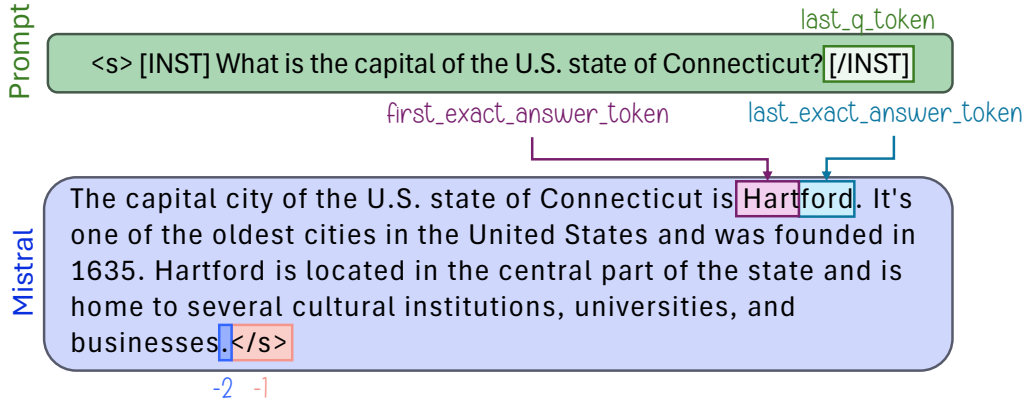 last_q_token
Prompt
<s> [INST] What is the capital of the U.S. state of Connecticut? [/INST]
first_exact_answer_token
last_exact_answer_token
Mistral
The capital city of the U.S. state of Connecticut is Hartford. It's
one of the oldest cities in the United States and was founded in
1635. Hartford is located in the central part of the state and is
home to several cultural institutions, universities, and
businesses.</s>
-2 -1